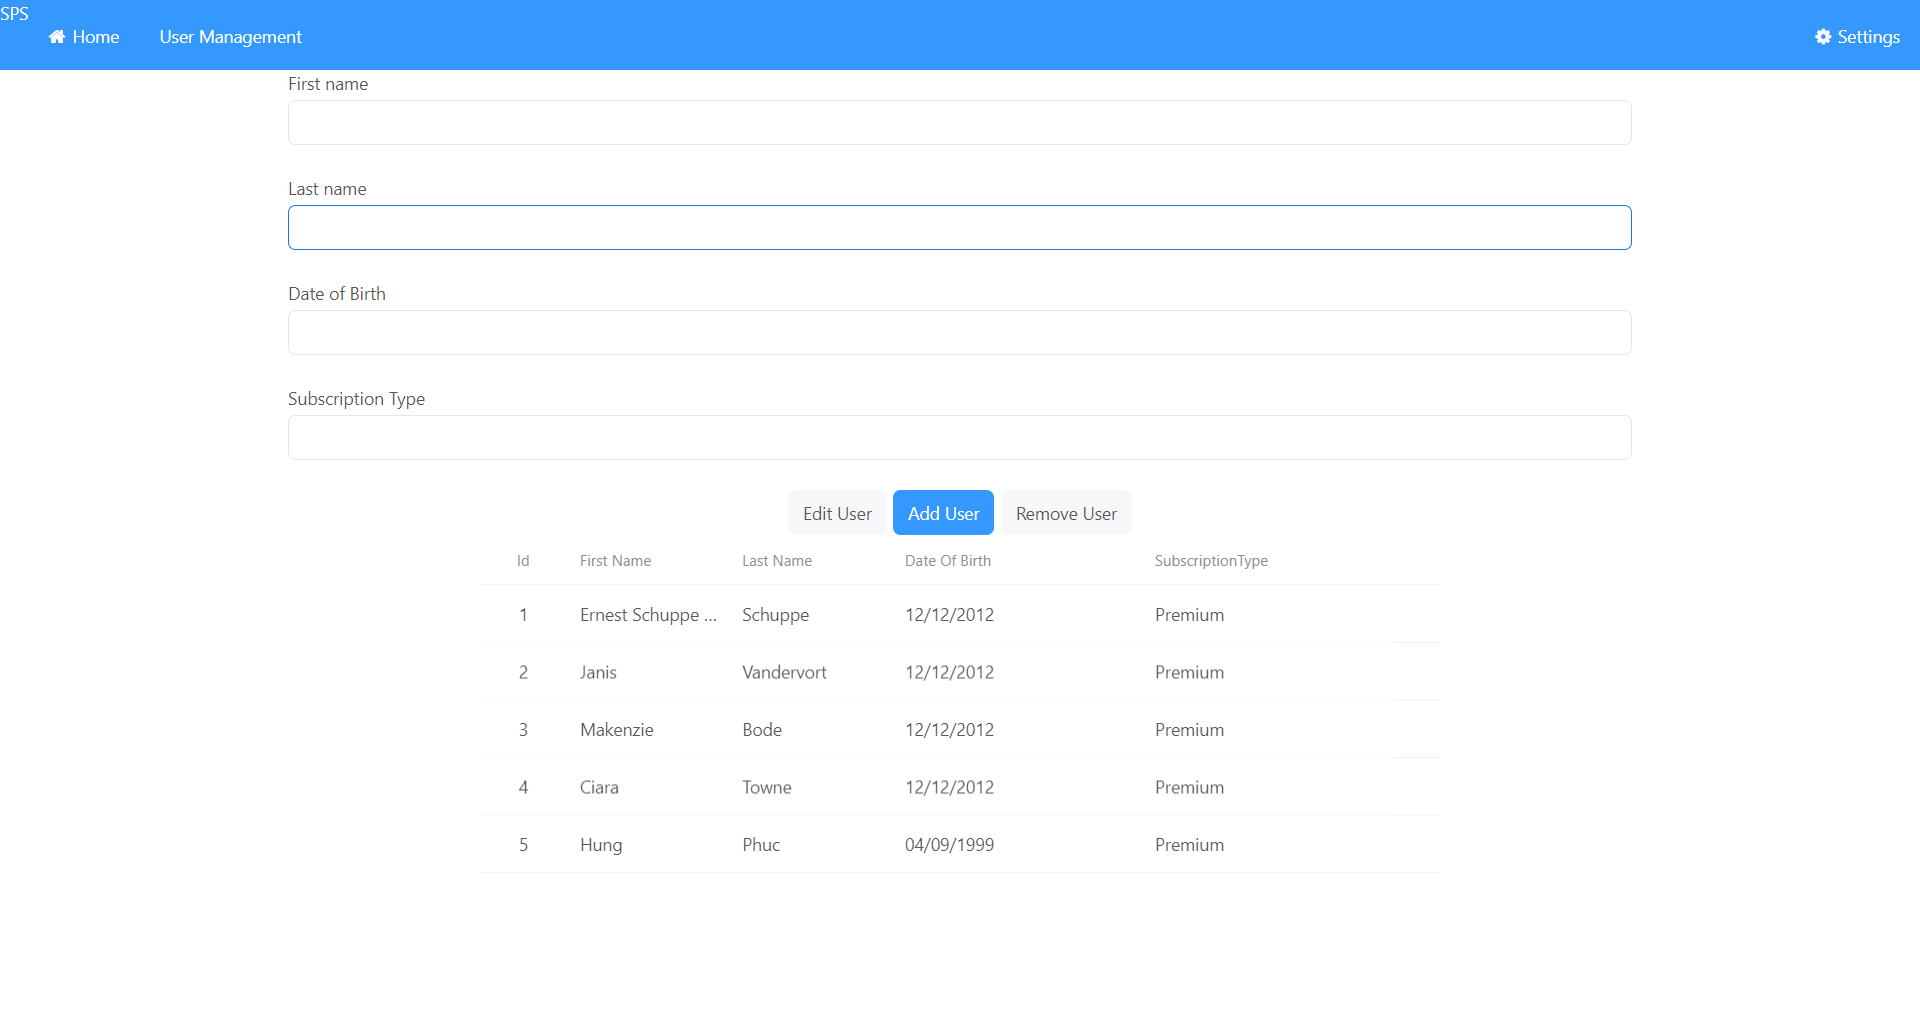 SPS
Home User Management Settings
First name
Last name
Date of Birth
Subscription Type
Edit User Add User Remove User
Id First Name Last Name Date Of Birth SubscriptionType
1 Ernest Schuppe ... Schuppe 12/12/2012 Premium
2 Janis Vandervort 12/12/2012 Premium
3 Makenzie Bode 12/12/2012 Premium
4 Ciara Towne 12/12/2012 Premium
5 Hung Phuc 04/09/1999 Premium